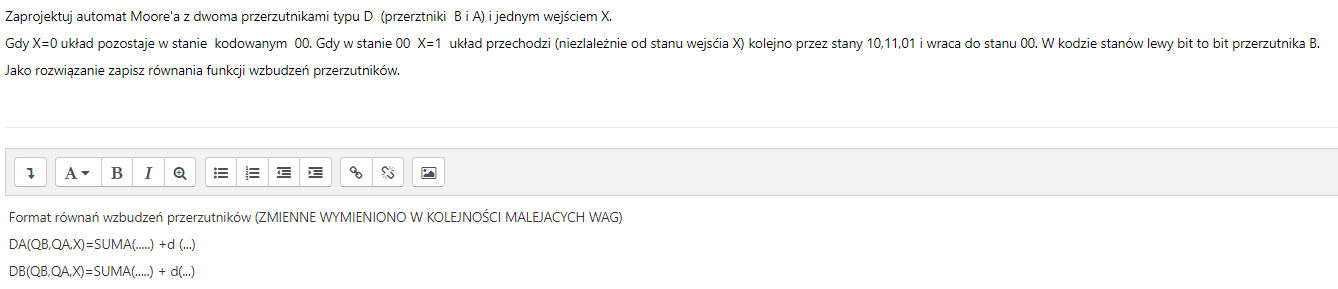 Zaprojektuj automat Moore'a z dwoma przerzutnikami typu D (przerztniki B i A) i jednym wejściem X.
Gdy X=0 układ pozostaje w stanie kodowanym 00. Gdy w stanie 00 X=1 układ przechodzi (niezlależnie od stanu wejsćia X) kolejno przez stany 10,11,01 i wraca do stanu 00. W kodzie stanów lewy bit to bit przerzutnika B.
Jako rozwiązanie zapisz równania funkcji wzbudzeń przerzutników.
A B I
Format równań wzbudzeń przerzutników (ZMIENNE WYMIENIONO W KOLEJNOŚCI MALEJACYCH WAG)
DA(QB,QA,X)=SUMA(.....) +d (...)
DB(QB,QA,X)=SUMA(.....) + d(...)